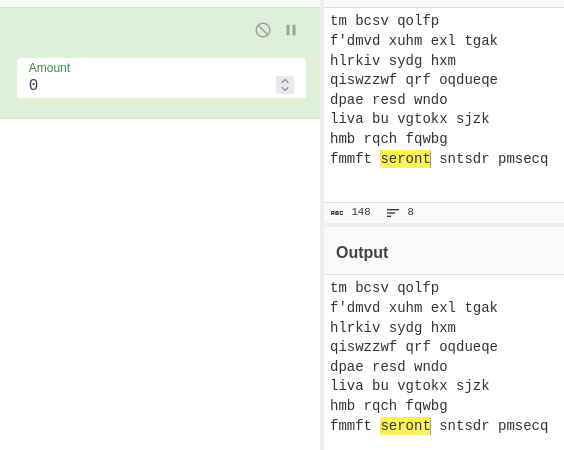 Amount
0
tm bcsv qolfp
f'dmvd xuhm exl tgak
hlrkiv sydg hxm
qiswzzwf qrf oqdueqe
dpae resd wndo
liva bu vgtokx sjzk
hmb rqch fqwbg
fmmft seront sntsdr pmsecq
ABC 148 8
Output
tm bcsv qolfp
f'dmvd xuhm exl tgak
hlrkiv sydg hxm
qiswzzwf qrf oqdueqe
dpae resd wndo
liva bu vgtokx sjzk
hmb rqch fqwbg
fmmft seront sntsdr pmsecq